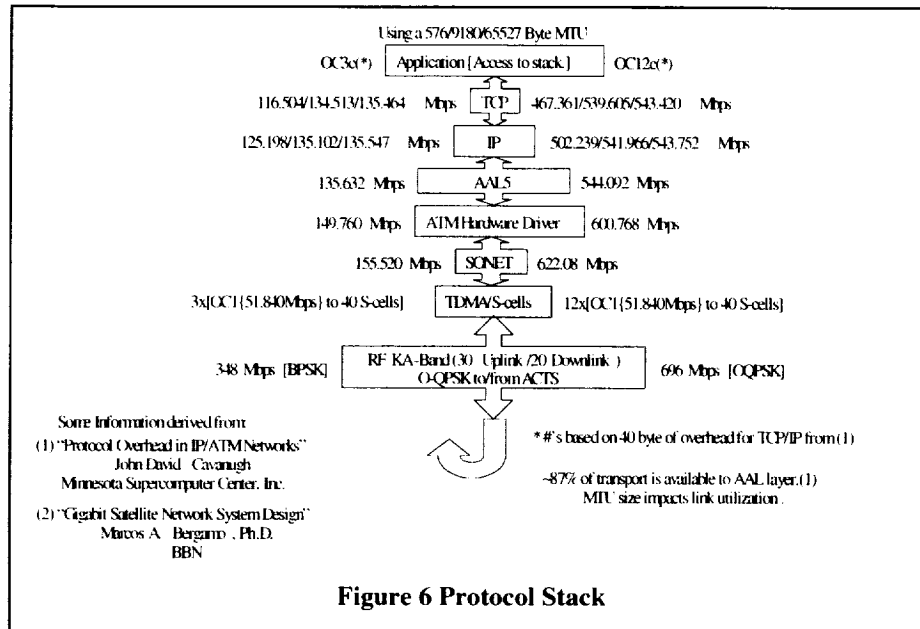 Using a 576/9180/65527 Byte MTU
OC3c(*) Application [Access to stack.] OC12c(*)
116.504/134.513/135.464 Mbps TCP 467.361/539.605/543.420 Mbps
125.198/135.102/135.547 Mbps IP 502.239/541.966/543.752 Mbps
135.632 Mbps AAL5 544.092 Mbps
149.760 Mbps ATM Hardware Driver 600.768 Mbps
155.520 Mbps SONET 622.08 Mbps
3x[OC1{51.840Mbps} to 40 S-cells] TDMA/S-cells 12x[OC1{51.840Mbps} to 40 S-cells]
348 Mbps [BPSK] RF KA-Band (30 Uplink /20 Downlink ) 696 Mbps [OQPSK]
O-QPSK to/from ACTS
Some Information derived from:
(1) "Protocol Overhead in IP/ATM Networks"
John David Cavanugh
Minnesota Supercomputer Center, Inc.
(2) "Gigabit Satellite Network System Design"
Marcos A. Bergamo , Ph.D.
BBN
* #'s based on 40 byte of overhead for TCP/IP from (1)
~87% of transport is available to AAL layer.(1)
MTU size impacts link utilization .
Figure 6 Protocol Stack